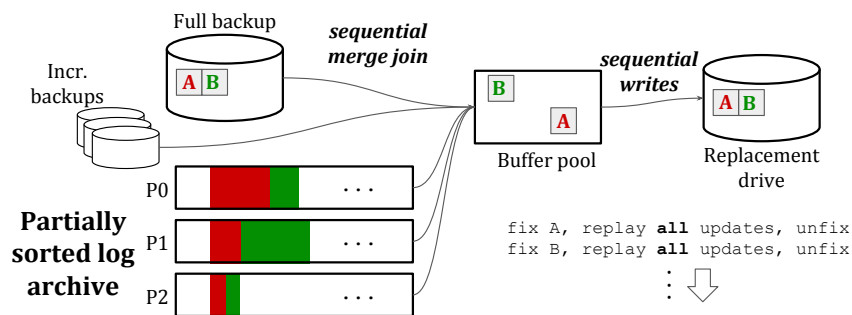 Full backup
A B
Incr.
backups
sequential
merge join
B
A
Buffer pool
sequential
writes
A B
Replacement
drive
Partially
sorted log
archive
P0
. . .
P1
. . .
P2
. . .
fix A, replay all updates, unfix
fix B, replay all updates, unfix